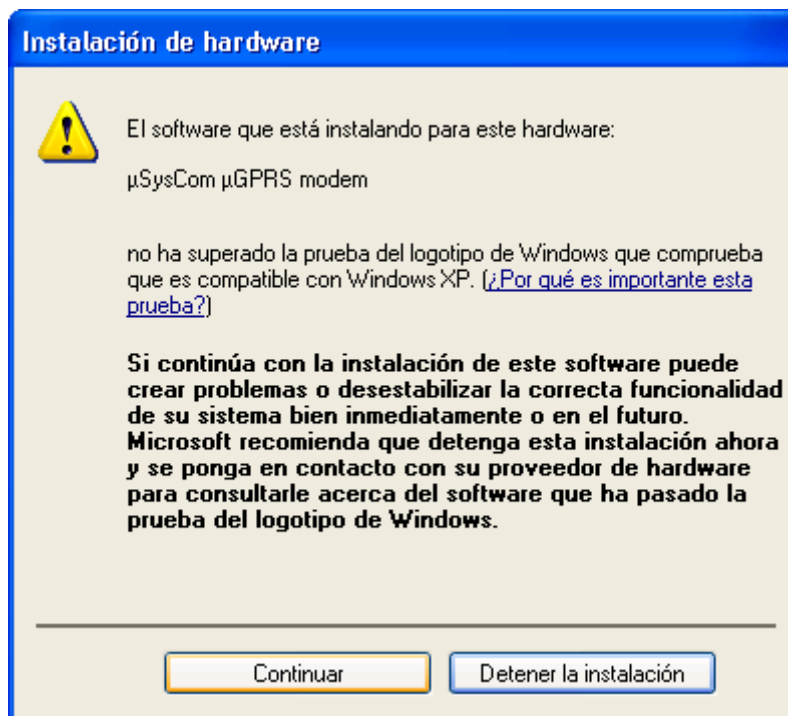 Instalación de hardware
El software que está instalando para este hardware:
µSysCom µGPRS modem
no ha superado la prueba del logotipo de Windows que comprueba
que es compatible con Windows XP. (¿Por qué es importante esta
prueba?)
Si continúa con la instalación de este software puede
crear problemas o desestabilizar la correcta funcionalidad
de su sistema bien inmediatamente o en el futuro.
Microsoft recomienda que detenga esta instalación ahora
y se ponga en contacto con su proveedor de hardware
para consultarle acerca del software que ha pasado la
prueba del logotipo de Windows.
Continuar
Detener la instalación